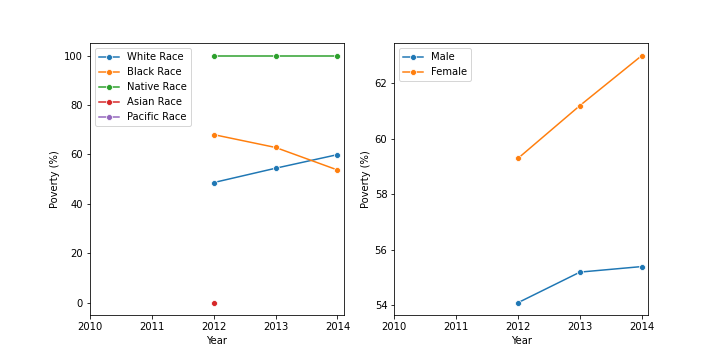 White Race
Black Race
Native Race
Asian Race
Pacific Race
Poverty (%)
100
80
60
40
20
0
2010 2011 2012 2013 2014
Year
Male
Female
Poverty (%)
62
60
58
56
54
2010 2011 2012 2013 2014
Year